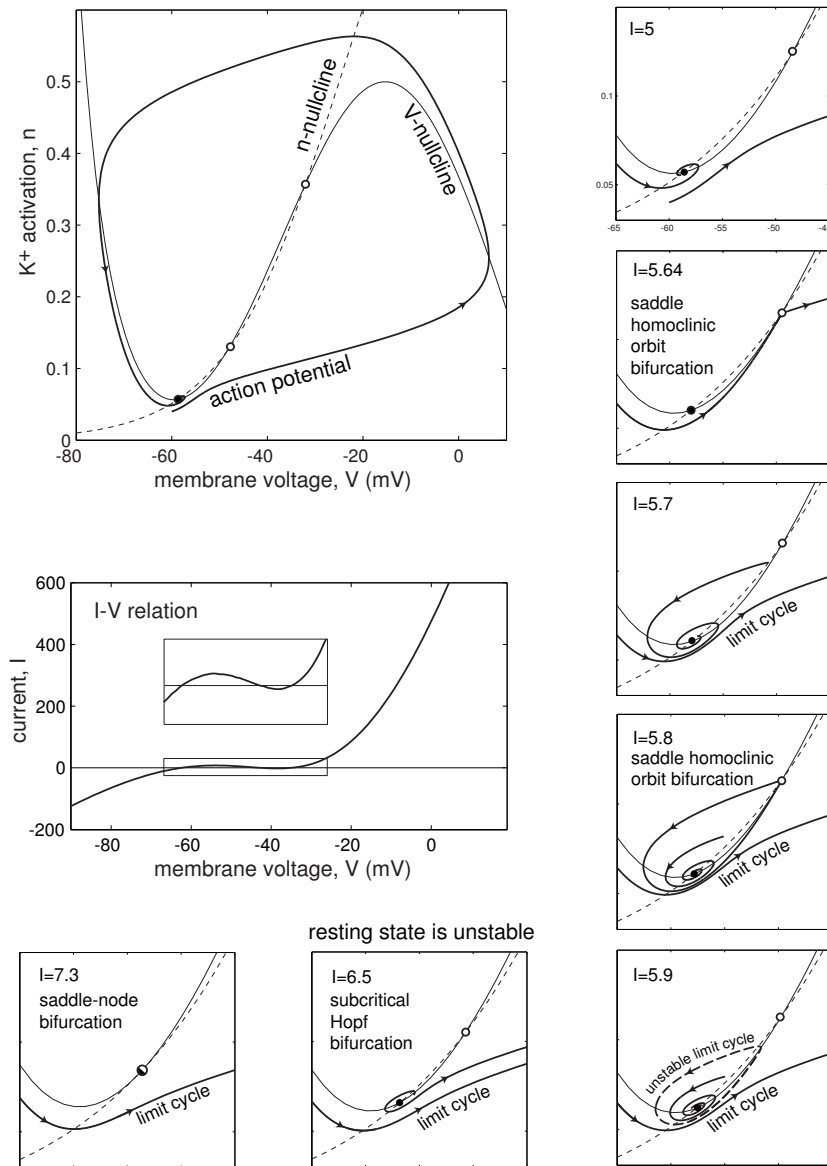 0.5
0.4
0.3
0.2
0.1
0
K+ activation, n
n-nullcline
V-nullcline
action potential
-80
-60
-40
-20
0
membrane voltage, V (mV)
I=5
0.1
0.05
-65
-60
-55
-50
I=5.64
saddle
homoclinic
orbit
bifurcation
I=5.7
limit cycle
I=5.8
saddle homoclinic
orbit bifurcation
limit cycle
I=5.9
unstable limit cycle
limit cycle
600
400
200
0
-200
current, I
I-V relation
-80
-60
-40
-20
0
membrane voltage, V (mV)
resting state is unstable
I=7.3
saddle-node
bifurcation
limit cycle
I=6.5
subcritical
Hopf
bifurcation
limit cycle